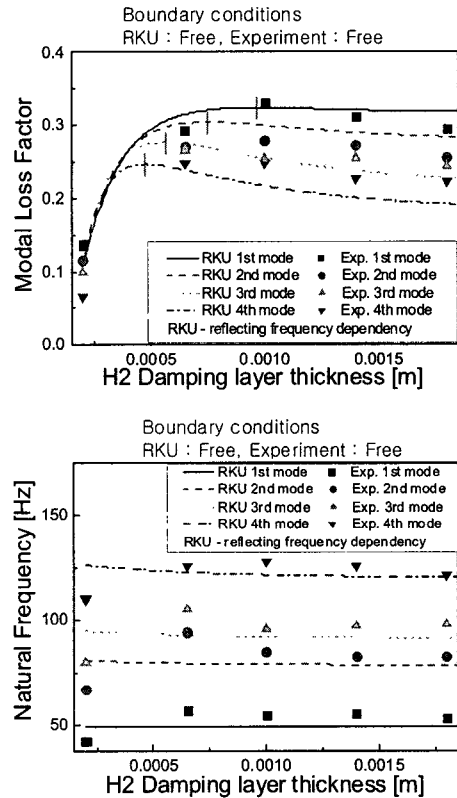 Boundary conditions
RKU : Free, Experiment : Free
0.4
0.3
0.2
0.1
0.0
Modal Loss Factor
RKU 1st mode
Exp. 1st mode
RKU 2nd mode
Exp. 2nd mode
RKU 3rd mode
Exp. 3rd mode
RKU 4th mode
Exp. 4th mode
RKU - reflecting frequency dependency
0.0005 0.0010 0.0015
H2 Damping layer thickness [m]
Boundary conditions
RKU : Free, Experiment : Free
RKU 1st mode
Exp. 1st mode
RKU 2nd mode
Exp. 2nd mode
RKU 3rd mode
Exp. 3rd mode
RKU 4th mode
Exp. 4th mode
RKU - reflecting frequency dependency
150
100
50
Natural Frequency [Hz]
0.0005 0.0010 0.0015
H2 Damping layer thickness [m]